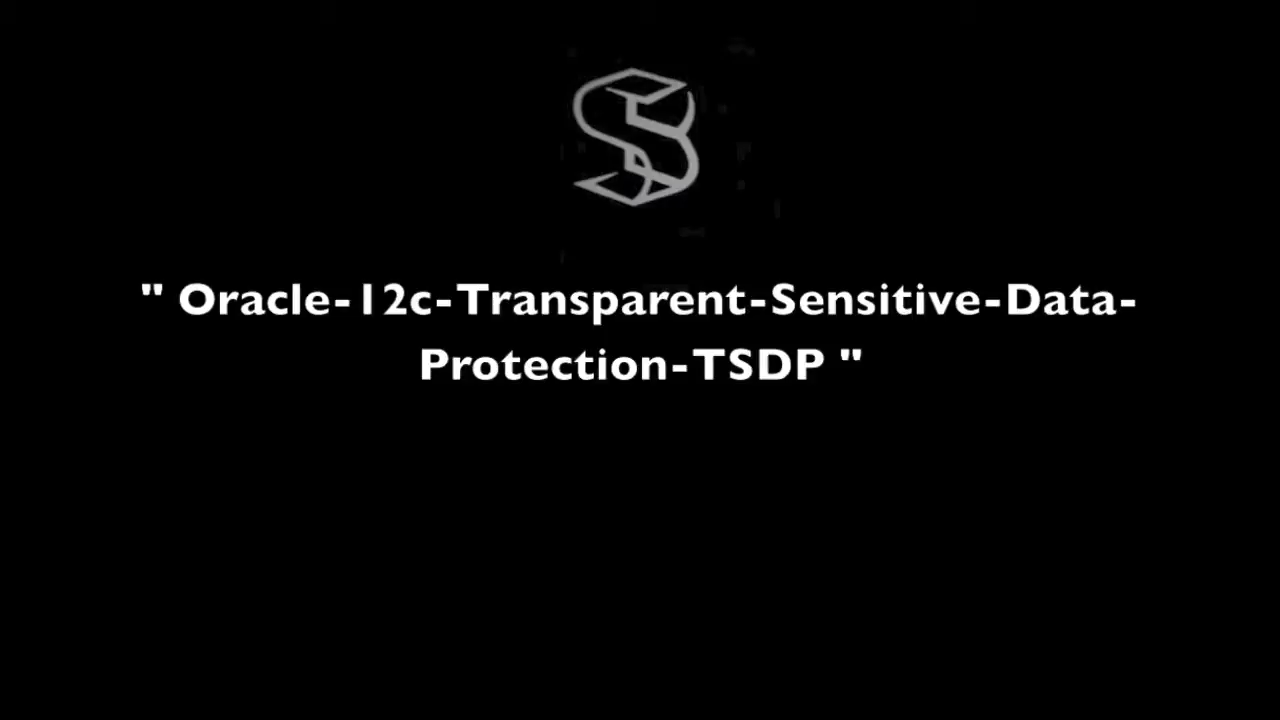 " Oracle-12c-Transparent-Sensitive-Data-
Protection-TSDP "